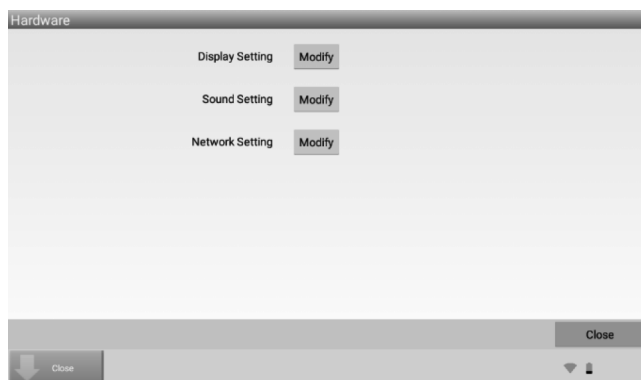 Hardware
Display Setting Modify
Sound Setting Modify
Network Setting Modify
Close
Close